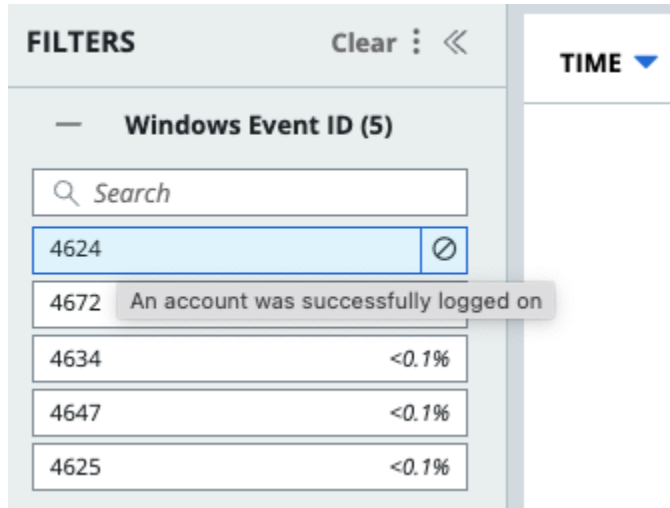 FILTERS Clear
TIME
Windows Event ID (5)
Search
4624
4672 An account was successfully logged on
4634 <0.1%
4647 <0.1%
4625 <0.1%